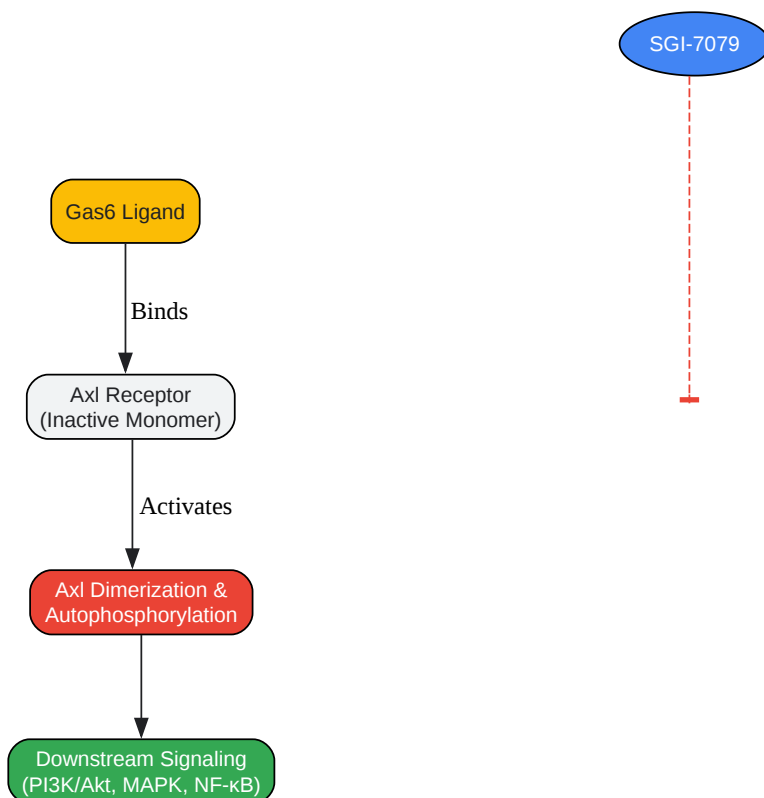 SGI-7079
Gas6 Ligand
Binds
Axl Receptor
(Inactive Monomer)
Activates
Axl Dimerization &
Autophosphorylation
Downstream Signaling
(PI3K/Akt, MAPK, NF-κB)